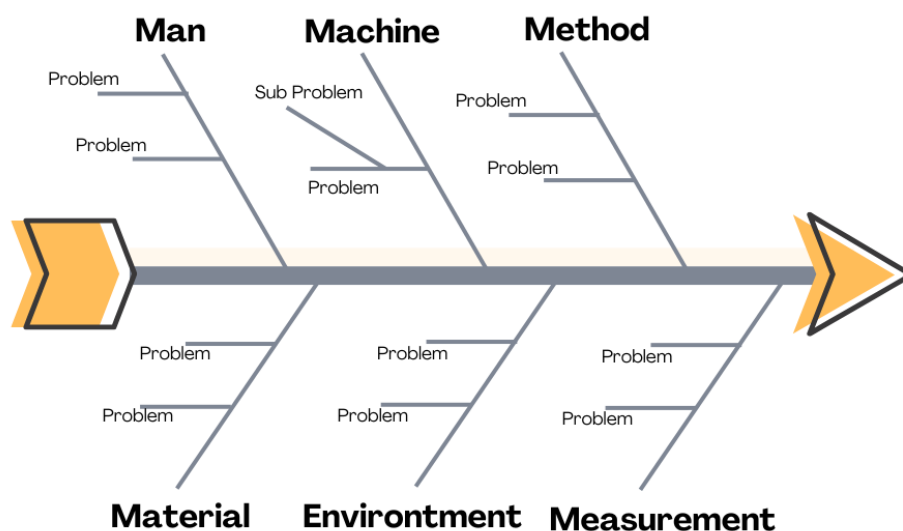 Man
Machine
Method
Problem
Sub Problem
Problem
Problem
Problem
Problem
Problem
Problem
Problem
Problem
Problem
Problem
Problem
Material
Environtment
Measurement